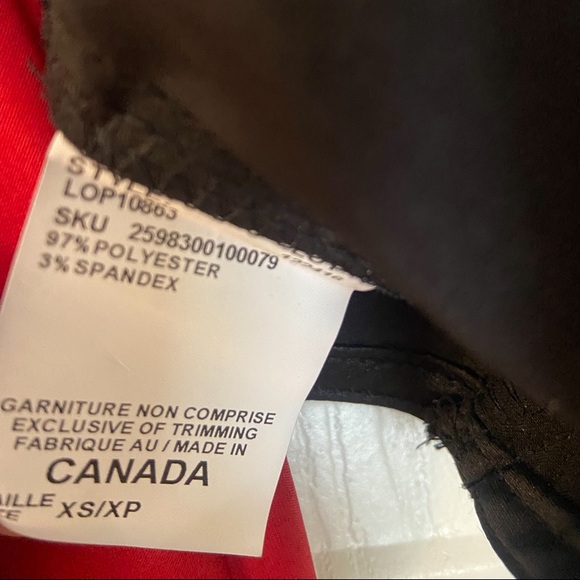 LOP10863
SKU 2598300100079
97% POLYESTER
3% SPANDEX
GARNITURE NON COMPRISE
EXCLUSIVE OF TRIMMING
FABRIQUE AU / MADE IN
CANADA
XS/XP